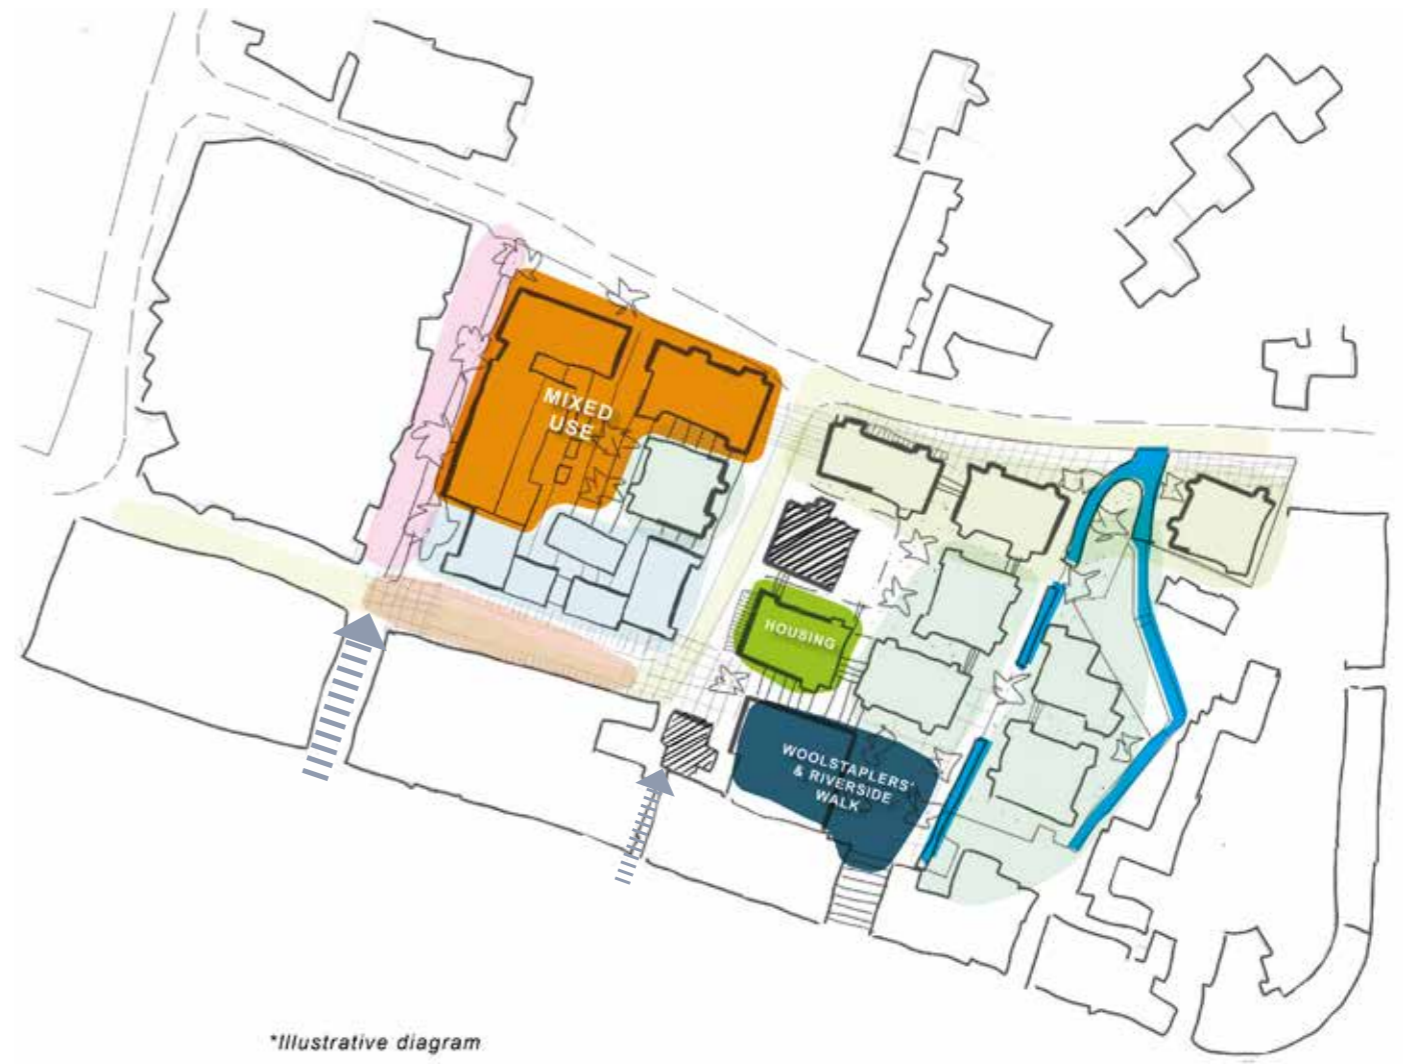 MIXED
USE
HOUSING
WOOLSTAPLERS'
& RIVERSIDE
WALK
*Illustrative diagram